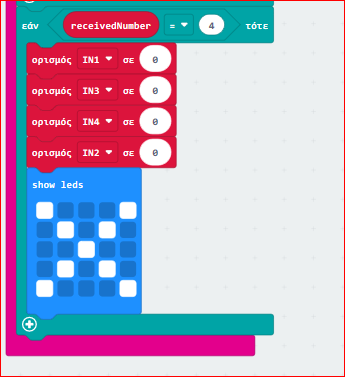 εάν receivedNumber = 4 τότε
ορισμός IN1 σε 0
ορισμός IN3 σε 0
ορισμός IN4 σε 0
ορισμός IN2 σε 0
show leds